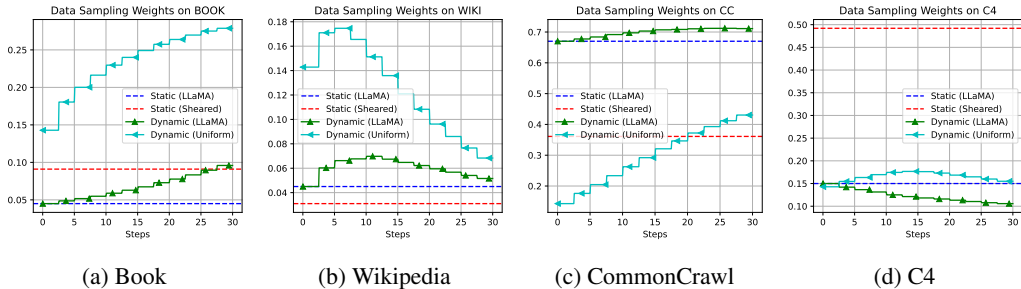 Data Sampling Weights on BOOK
0.25
0.20
0.15
0.10
0.05
0 5 10 15 20 25 30
Steps
Static (LLaMA)
Static (Sheared)
Dynamic (LLaMA)
Dynamic (Uniform)
(a) Book
Data Sampling Weights on WIKI
0.18
0.16
0.14
0.12
0.10
0.08
0.06
0.04
0 5 10 15 20 25 30
Steps
Static (LLaMA)
Static (Sheared)
Dynamic (LLaMA)
Dynamic (Uniform)
(b) Wikipedia
Data Sampling Weights on CC
0.7
0.6
0.5
0.4
0.3
0.2
0 5 10 15 20 25 30
Steps
Static (LLaMA)
Static (Sheared)
Dynamic (LLaMA)
Dynamic (Uniform)
(c) CommonCrawl
Data Sampling Weights on C4
0.50
0.45
0.40
0.35
0.30
0.25
0.20
0.15
0.10
0 5 10 15 20 25 30
Steps
Static (LLaMA)
Static (Sheared)
Dynamic (LLaMA)
Dynamic (Uniform)
(d) C4